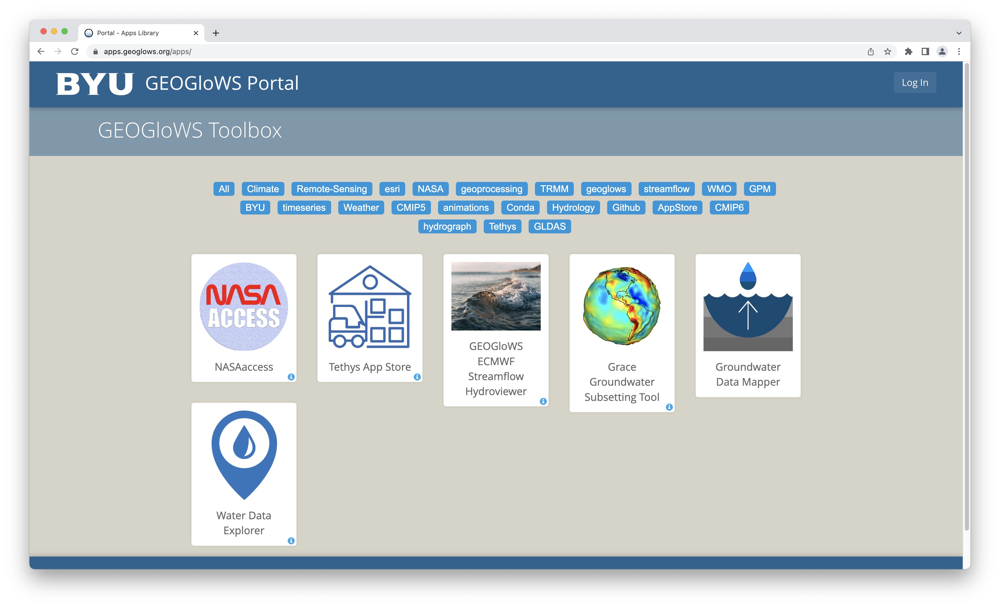 Portal - Apps Library
apps.geoglows.org/apps/
BYU GEOGloWS Portal
Log In
GEOGloWS Toolbox
All Climate Remote-Sensing esri NASA geoprocessing TRMM geoglows streamflow WMO GPM
BYU timeseries Weather CMIP5 animations Conda Hydrology Github AppStore CMIP6
hydrograph Tethys GLDAS
NASA
ACCESS
NASAaccess
Tethys App Store
GEOGloWS
ECMWF
Streamflow
Hydroviewer
Grace
Groundwater
Subsetting Tool
Groundwater
Data Mapper
Water Data
Explorer